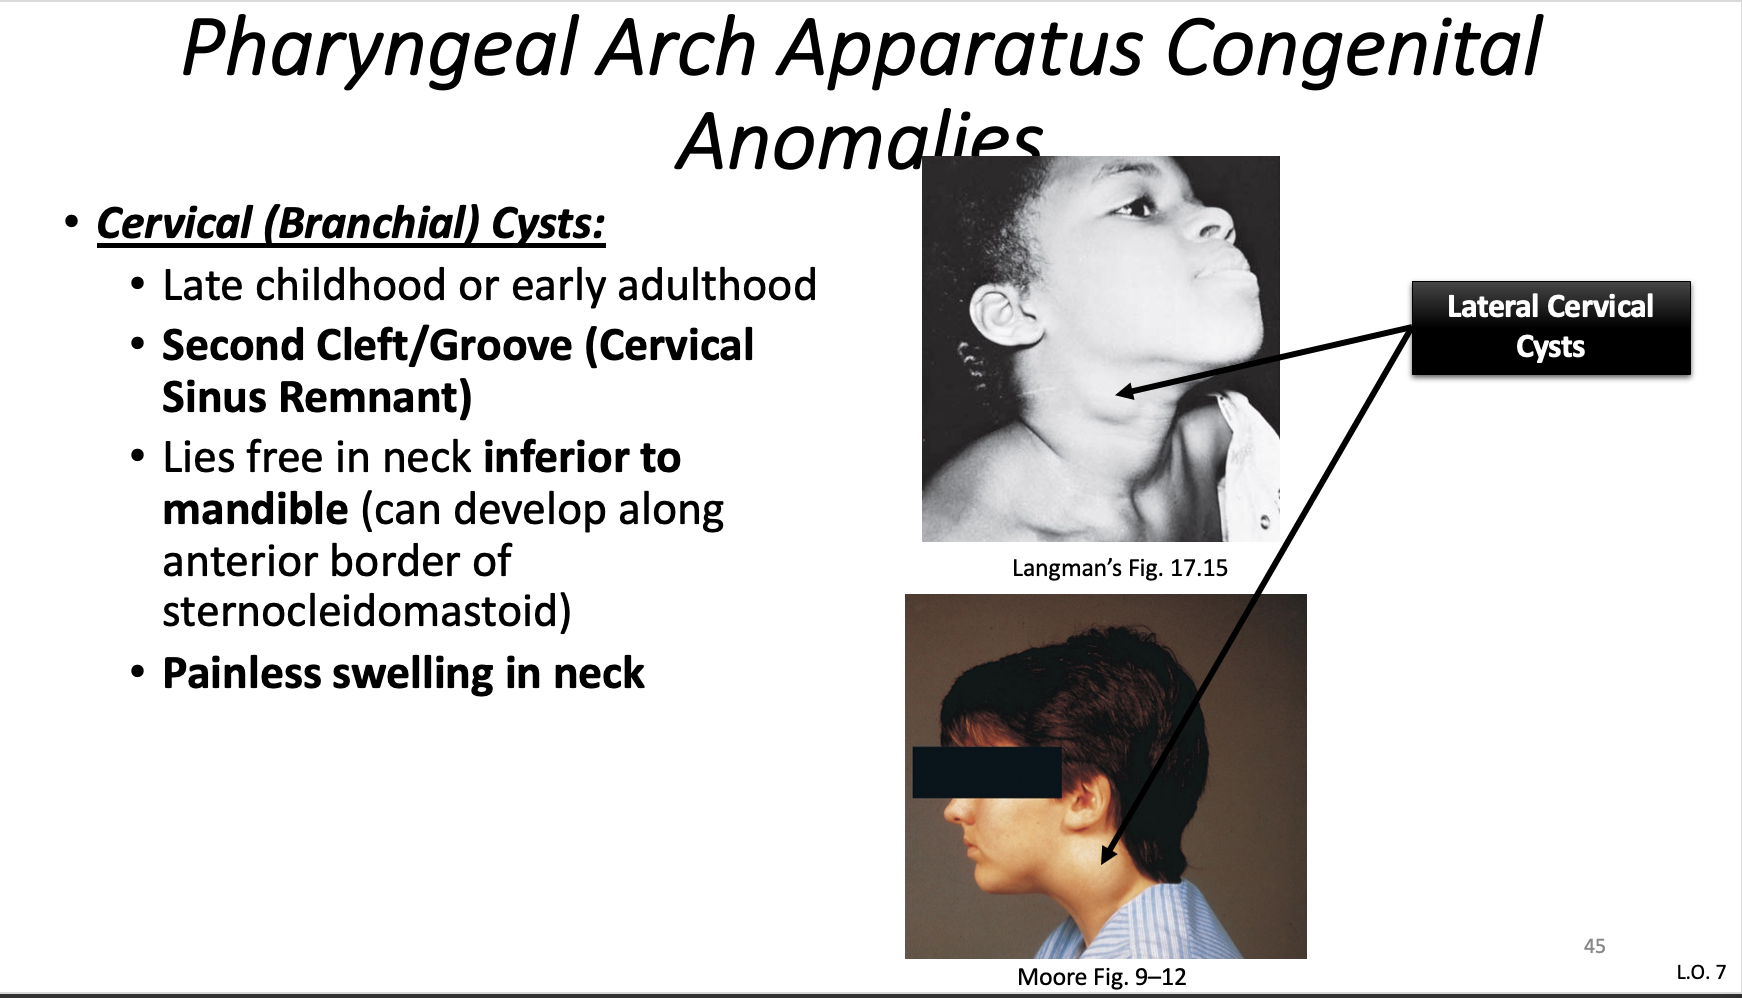 Pharyngeal Arch Apparatus Congenital
Anomalies
• Cervical (Branchial) Cysts:
• Late childhood or early adulthood
• Second Cleft/Groove (Cervical
Sinus Remnant)
• Lies free in neck inferior to
mandible (can develop along
anterior border of
sternocleidomastoid)
• Painless swelling in neck
Lateral Cervical
Cysts
Langman’s Fig. 17.15
Moore Fig. 9–12
45
L.O. 7